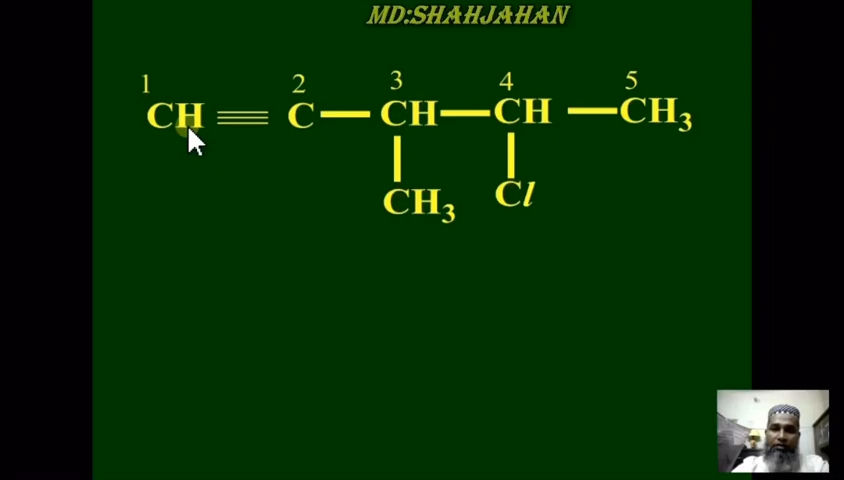 MD:SHAHJAHAN
1 2 3 4 5
CH ≡ C — CH — CH — CH₃
CH₃ Cl